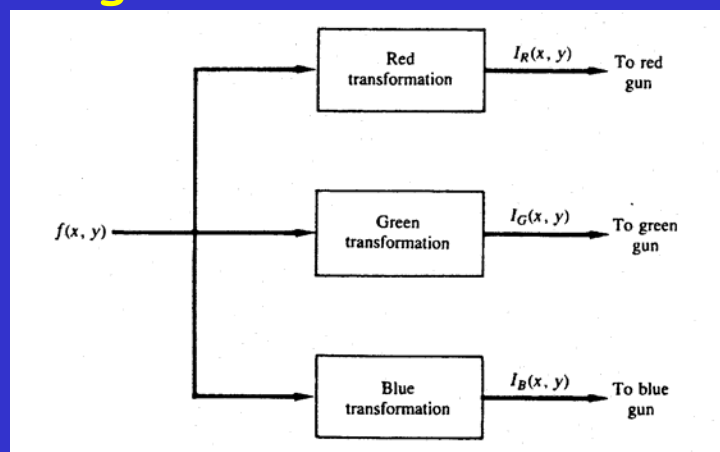 Red
transformation
I_R(x, y)
To red
gun
f(x, y)
Green
transformation
I_G(x, y)
To green
gun
Blue
transformation
I_B(x, y)
To blue
gun